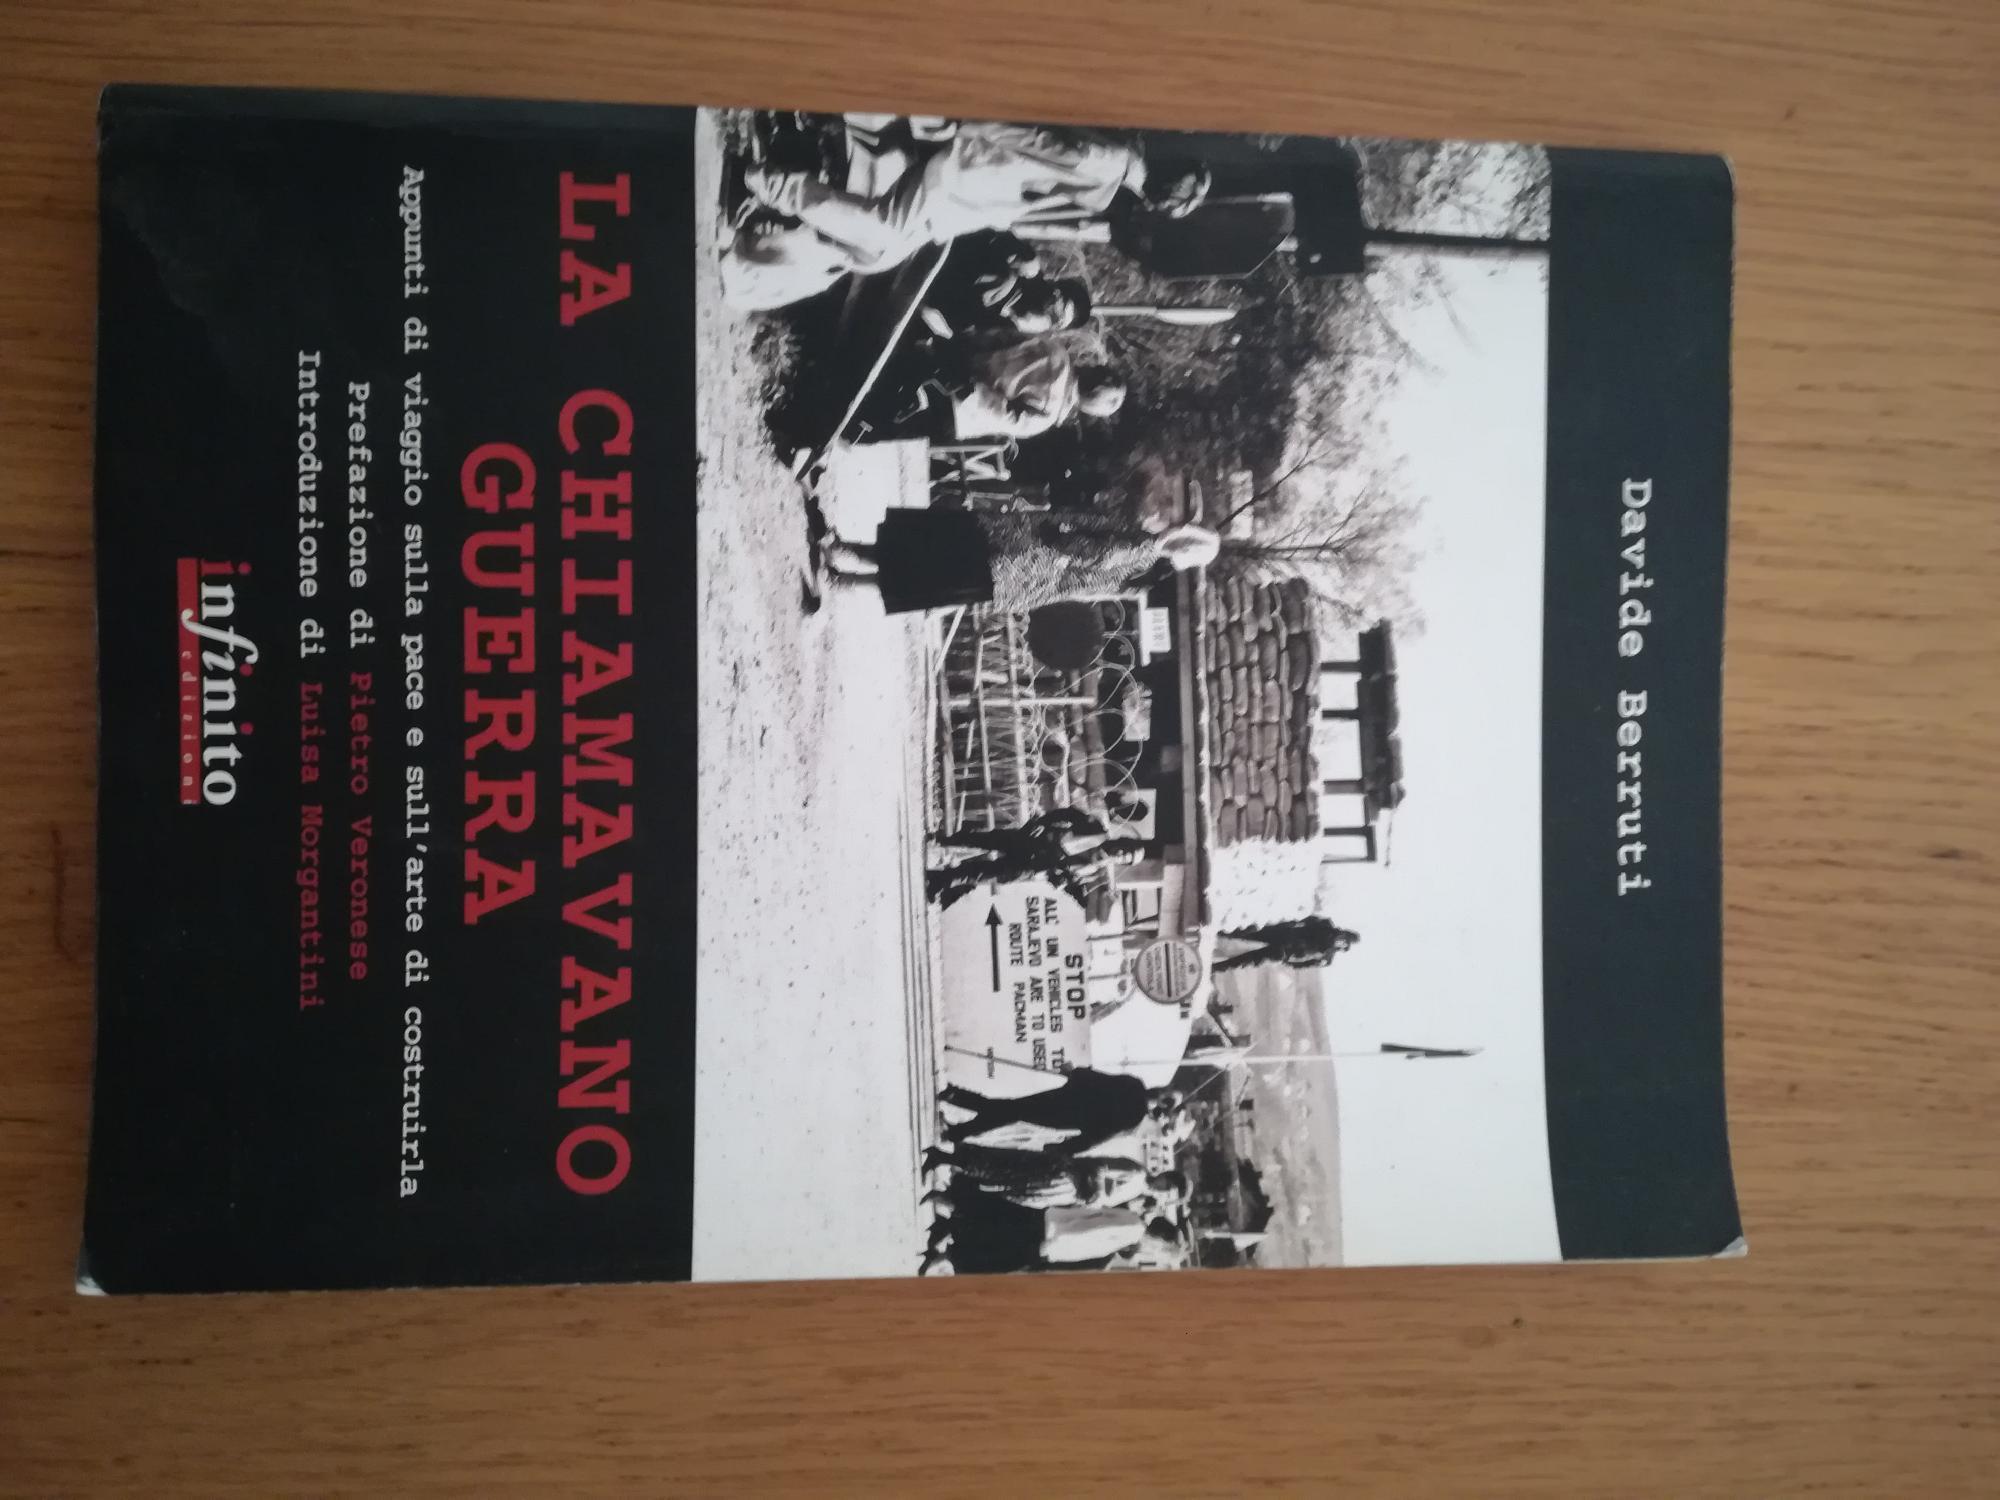 Davide Berruti
STOP
ALL UN VEHICLES TO
SARAJEVO ARE TO USE
ROUTE PACMAN
LA CHIAMAVANO
GUERRA
Appunti di viaggio sulla pace e sull'arte di costruirla
Prefazione di Pietro Veronese
Introduzione di Luisa Morgantini
infinito
edizioni